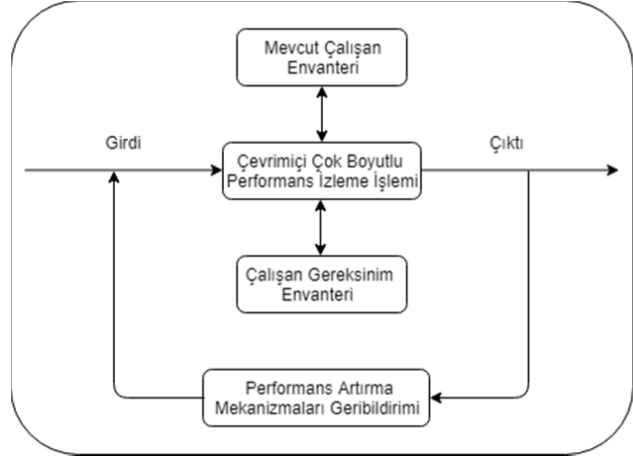 Mevcut Çalışan
Envanteri
Girdi
Çıktı
Çevrimiçi Çok Boyutlu
Performans İzleme İşlemi
Çalışan Gereksinim
Envanteri
Performans Artırma
Mekanizmaları Geribildirimi